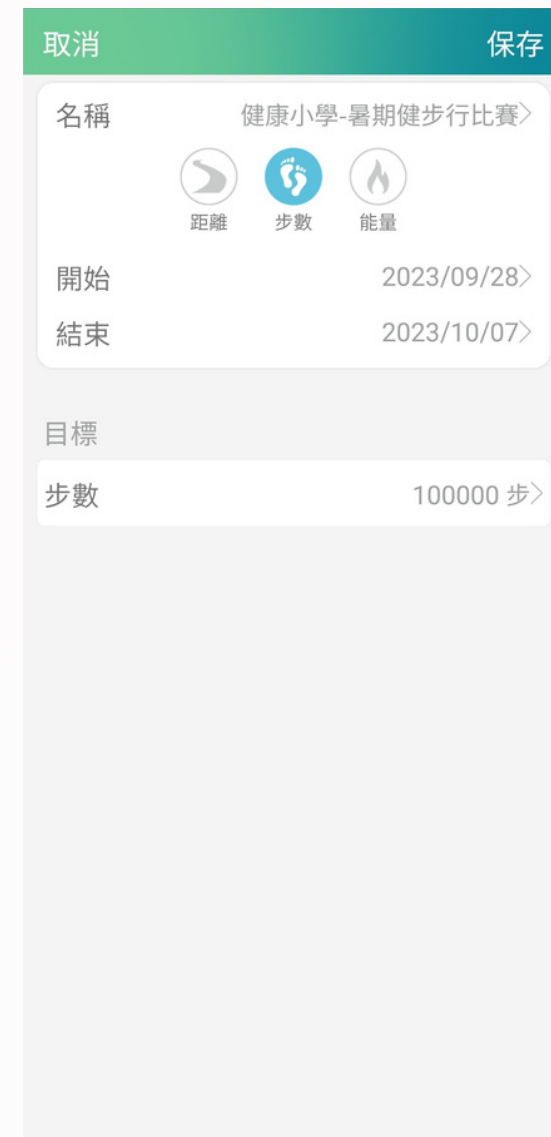 取消 保存
名稱 健康小學-暑期健步行比賽
距離 步數 能量
開始 2023/09/28
結束 2023/10/07
目標
步數 100000 步